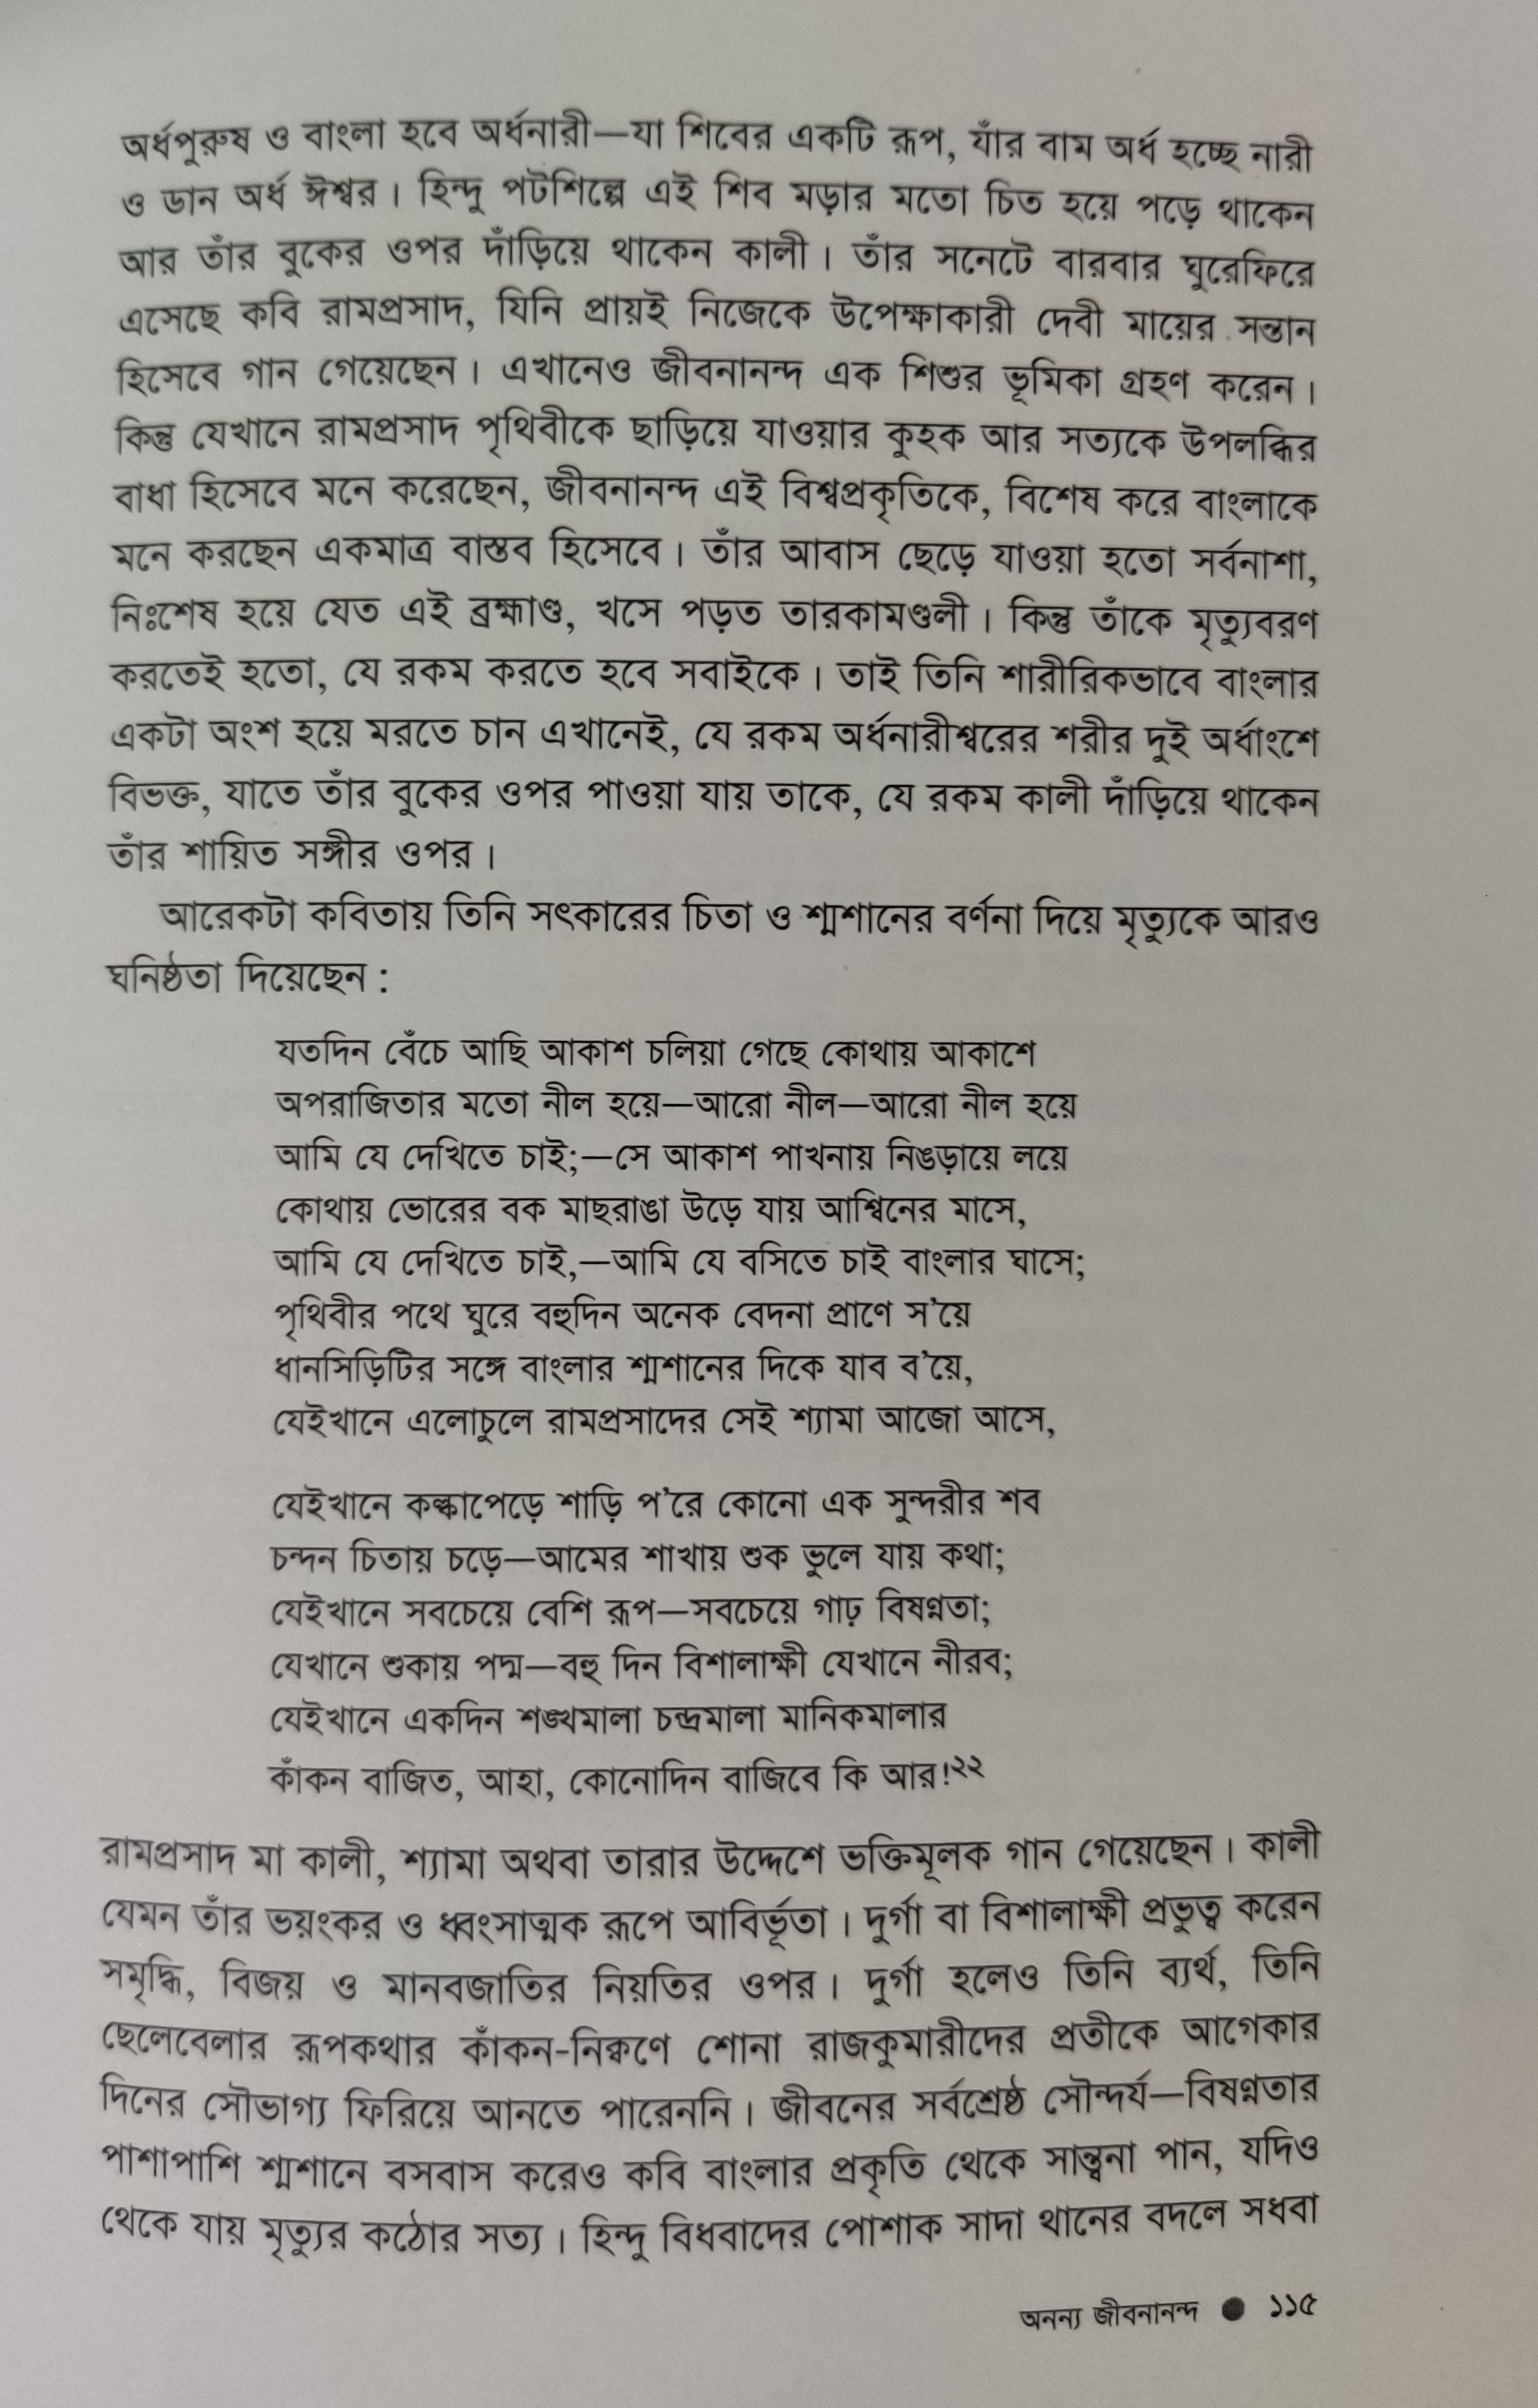 অর্ধপুরুষ ও বাংলা হবে অর্ধনারী—যা শিবের একটি রূপ, যাঁর বাম অর্ধ হচ্ছে নারী
ও ডান অর্ধ ঈশ্বর। হিন্দু পটশিল্পে এই শিব মড়ার মতো চিত হয়ে পড়ে থাকেন
আর তাঁর বুকের ওপর দাঁড়িয়ে থাকেন কালী। তাঁর সনেটে বারবার ঘুরেফিরে
এসেছে কবি রামপ্রসাদ, যিনি প্রায়ই নিজেকে উপেক্ষাকারী দেবী মায়ের সন্তান
হিসেবে গান গেয়েছেন। এখানেও জীবনানন্দ এক শিশুর ভূমিকা গ্রহণ করেন।
কিন্তু যেখানে রামপ্রসাদ পৃথিবীকে ছাড়িয়ে যাওয়ার কুহক আর সত্যকে উপলব্ধির
বাধা হিসেবে মনে করেছেন, জীবনানন্দ এই বিশ্বপ্রকৃতিকে, বিশেষ করে বাংলাকে
মনে করছেন একমাত্র বাস্তব হিসেবে। তাঁর আবাস ছেড়ে যাওয়া হতো সর্বনাশা,
নিঃশেষ হয়ে যেত এই ব্রহ্মাণ্ড, খসে পড়ত তারকামণ্ডলী। কিন্তু তাঁকে মৃত্যুবরণ
করতেই হতো, যে রকম করতে হবে সবাইকে। তাই তিনি শারীরিকভাবে বাংলার
একটা অংশ হয়ে মরতে চান এখানেই, যে রকম অর্ধনারীশ্বরের শরীর দুই অর্ধাংশে
বিভক্ত, যাতে তাঁর বুকের ওপর পাওয়া যায় তাকে, যে রকম কালী দাঁড়িয়ে থাকেন
তাঁর শায়িত সঙ্গীর ওপর।
আরেকটা কবিতায় তিনি সৎকারের চিতা ও শ্মশানের বর্ণনা দিয়ে মৃত্যুকে আরও
ঘনিষ্ঠতা দিয়েছেন :
যতদিন বেঁচে আছি আকাশ চলিয়া গেছে কোথায় আকাশে
অপরাজিতার মতো নীল হয়ে—আরো নীল—আরো নীল হয়ে
আমি যে দেখিতে চাই;—সে আকাশ পাখনায় নিঙড়ায়ে লয়ে
কোথায় ভোরের বক মাছরাঙা উড়ে যায় আশ্বিনের মাসে,
আমি যে দেখিতে চাই,—আমি যে বসিতে চাই বাংলার ঘাসে;
পৃথিবীর পথে ঘুরে বহুদিন অনেক বেদনা প্রাণে স'য়ে
ধানসিড়িটির সঙ্গে বাংলার শ্মশানের দিকে যাব ব'য়ে,
যেইখানে এলোচুলে রামপ্রসাদের সেই শ্যামা আজো আসে,
যেইখানে কল্কাপেড়ে শাড়ি প'রে কোনো এক সুন্দরীর শব
চন্দন চিতায় চড়ে—আমের শাখায় শুক ভুলে যায় কথা;
যেইখানে সবচেয়ে বেশি রূপ—সবচেয়ে গাঢ় বিষণ্নতা;
যেখানে শুকায় পদ্ম—বহু দিন বিশালাক্ষী যেখানে নীরব;
যেইখানে একদিন শঙ্খমালা চন্দ্রমালা মানিকমালার
কাঁকন বাজিত, আহা, কোনোদিন বাজিবে কি আর!২২
রামপ্রসাদ মা কালী, শ্যামা অথবা তারার উদ্দেশে ভক্তিমূলক গান গেয়েছেন। কালী
যেমন তাঁর ভয়ংকর ও ধ্বংসাত্মক রূপে আবির্ভূতা। দুর্গা বা বিশালাক্ষী প্রভুত্ব করেন
সমৃদ্ধি, বিজয় ও মানবজাতির নিয়তির ওপর। দুর্গা হলেও তিনি ব্যর্থ, তিনি
ছেলেবেলার রূপকথার কাঁকন-নিক্বণে শোনা রাজকুমারীদের প্রতীকে আগেকার
দিনের সৌভাগ্য ফিরিয়ে আনতে পারেননি। জীবনের সর্বশ্রেষ্ঠ সৌন্দর্য—বিষণ্নতার
পাশাপাশি শ্মশানে বসবাস করেও কবি বাংলার প্রকৃতি থেকে সান্ত্বনা পান, যদিও
থেকে যায় মৃত্যুর কঠোর সত্য। হিন্দু বিধবাদের পোশাক সাদা থানের বদলে সধবা
অনন্য জীবনানন্দ ● ১১৫